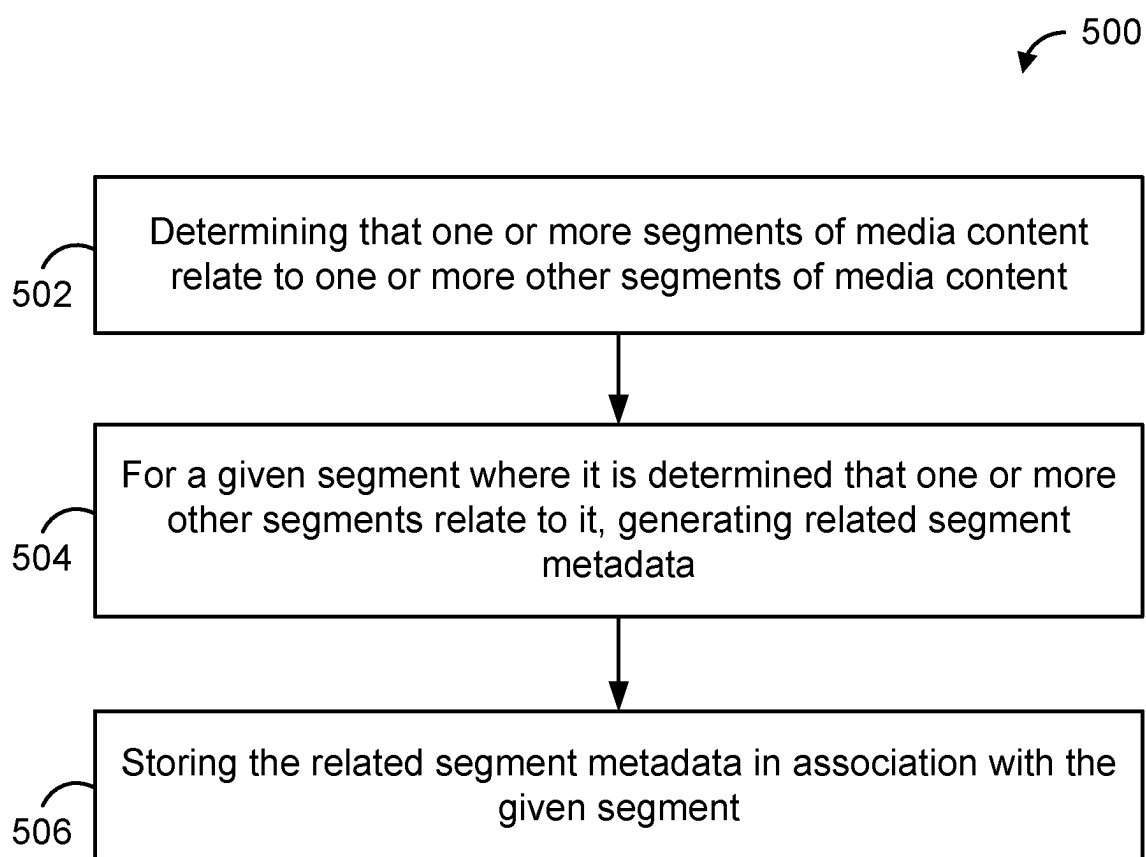 500
Determining that one or more segments of media content
relate to one or more other segments of media content
502
For a given segment where it is determined that one or more
other segments relate to it, generating related segment
metadata
504
Storing the related segment metadata in association with the
given segment
506